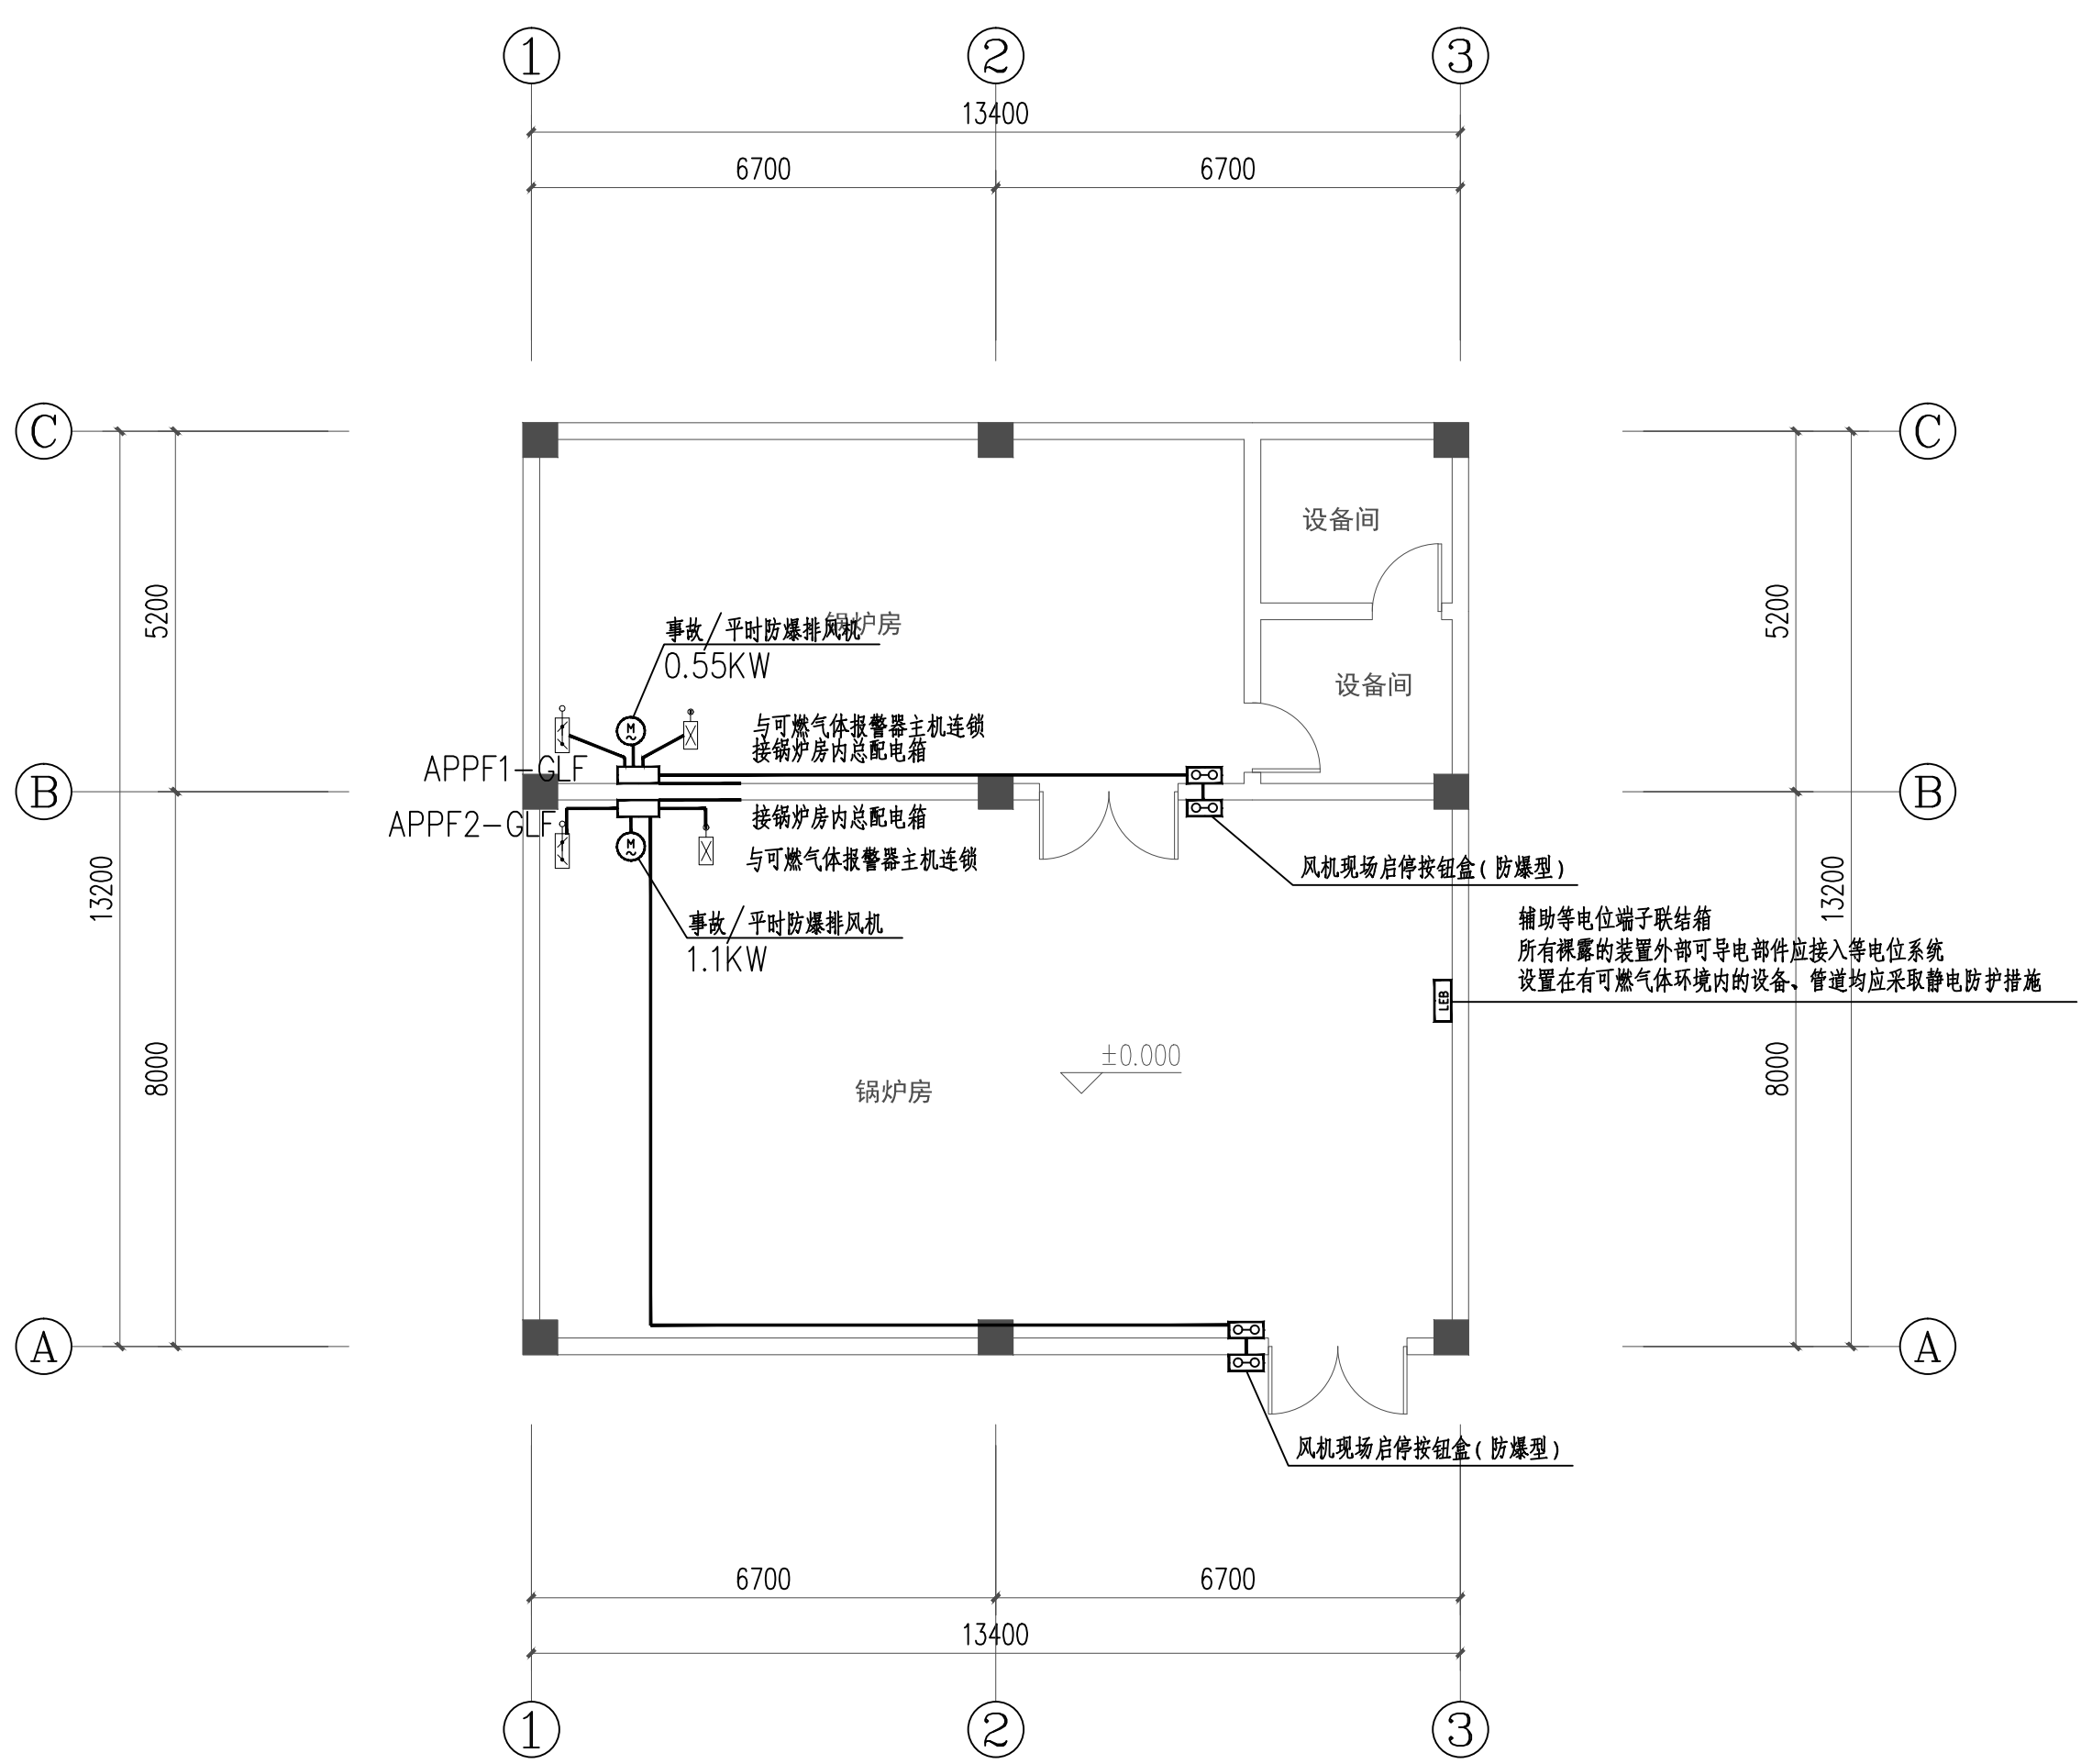 1
2
3
13400
6700
6700
C
C
设备间
5200
5200
锅炉房
事故/平时防爆排风机
0.55KW
设备间
M
~
与可燃气体报警器主机连锁
接锅炉房内总配电箱
APPF1-GLF
B
B
APPF2-GLF
接锅炉房内总配电箱
M
~
与可燃气体报警器主机连锁
风机现场启停按钮盒(防爆型)
13200
13200
事故/平时防爆排风机
1.1KW
辅助等电位端子联结箱
所有裸露的装置外部可导电部件应接入等电位系统
设置在有可燃气体环境内的设备、管道均应采取静电防护措施
LEB
±0.000
8000
8000
锅炉房
A
A
风机现场启停按钮盒(防爆型)
6700
6700
13400
1
2
3